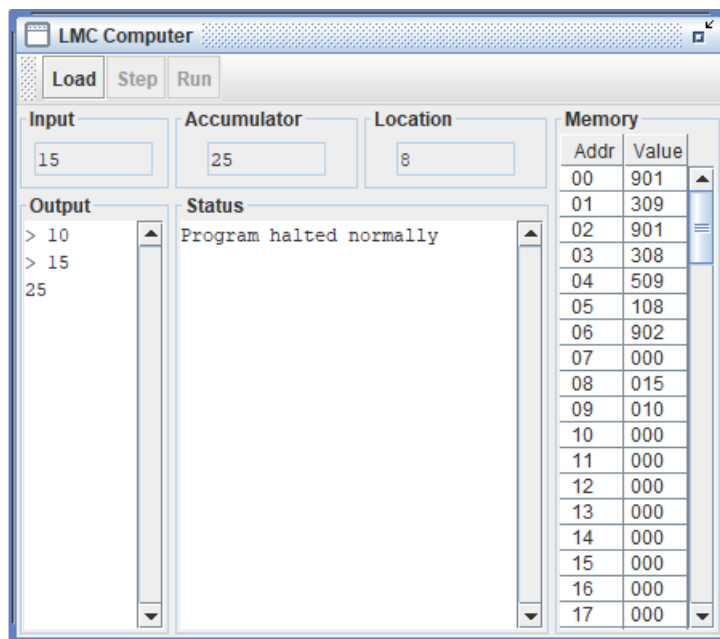 LMC Computer
Load Step Run
Input
15
Accumulator
25
Location
8
Output
> 10
> 15
25
Status
Program halted normally
Memory
Addr Value
00 901
01 309
02 901
03 308
04 509
05 108
06 902
07 000
08 015
09 010
10 000
11 000
12 000
13 000
14 000
15 000
16 000
17 000